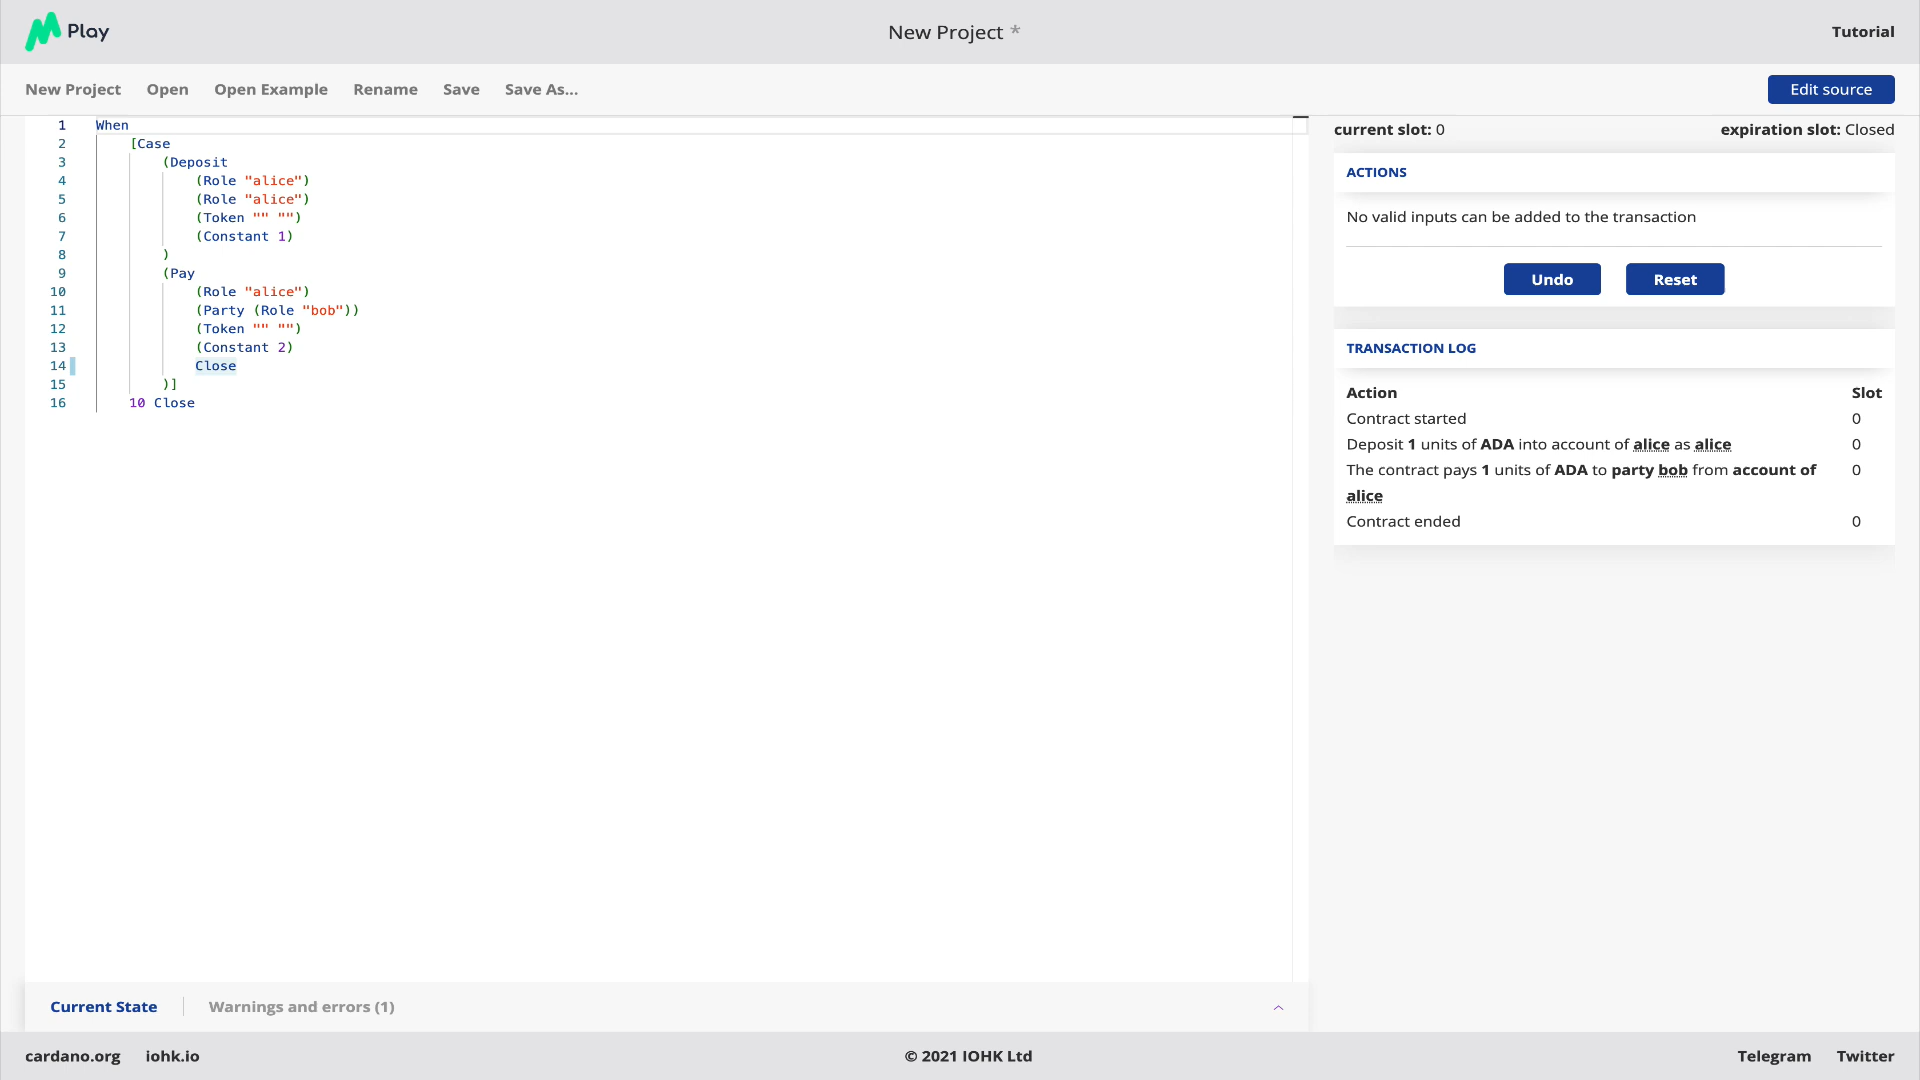 Play
New Project *
Tutorial
New Project Open Open Example Rename Save Save As...
Edit source
1 When
2 [Case
3 (Deposit
4 (Role "alice")
5 (Role "alice")
6 (Token "" "")
7 (Constant 1)
8 )
9 (Pay
10 (Role "alice")
11 (Party (Role "bob"))
12 (Token "" "")
13 (Constant 2)
14 Close
15 )]
16 10 Close
current slot: 0 expiration slot: Closed
ACTIONS
No valid inputs can be added to the transaction
Undo Reset
TRANSACTION LOG
Action Slot
Contract started 0
Deposit 1 units of ADA into account of alice as alice 0
The contract pays 1 units of ADA to party bob from account of 0
alice
Contract ended 0
Current State Warnings and errors (1)
cardano.org iohk.io © 2021 IOHK Ltd Telegram Twitter